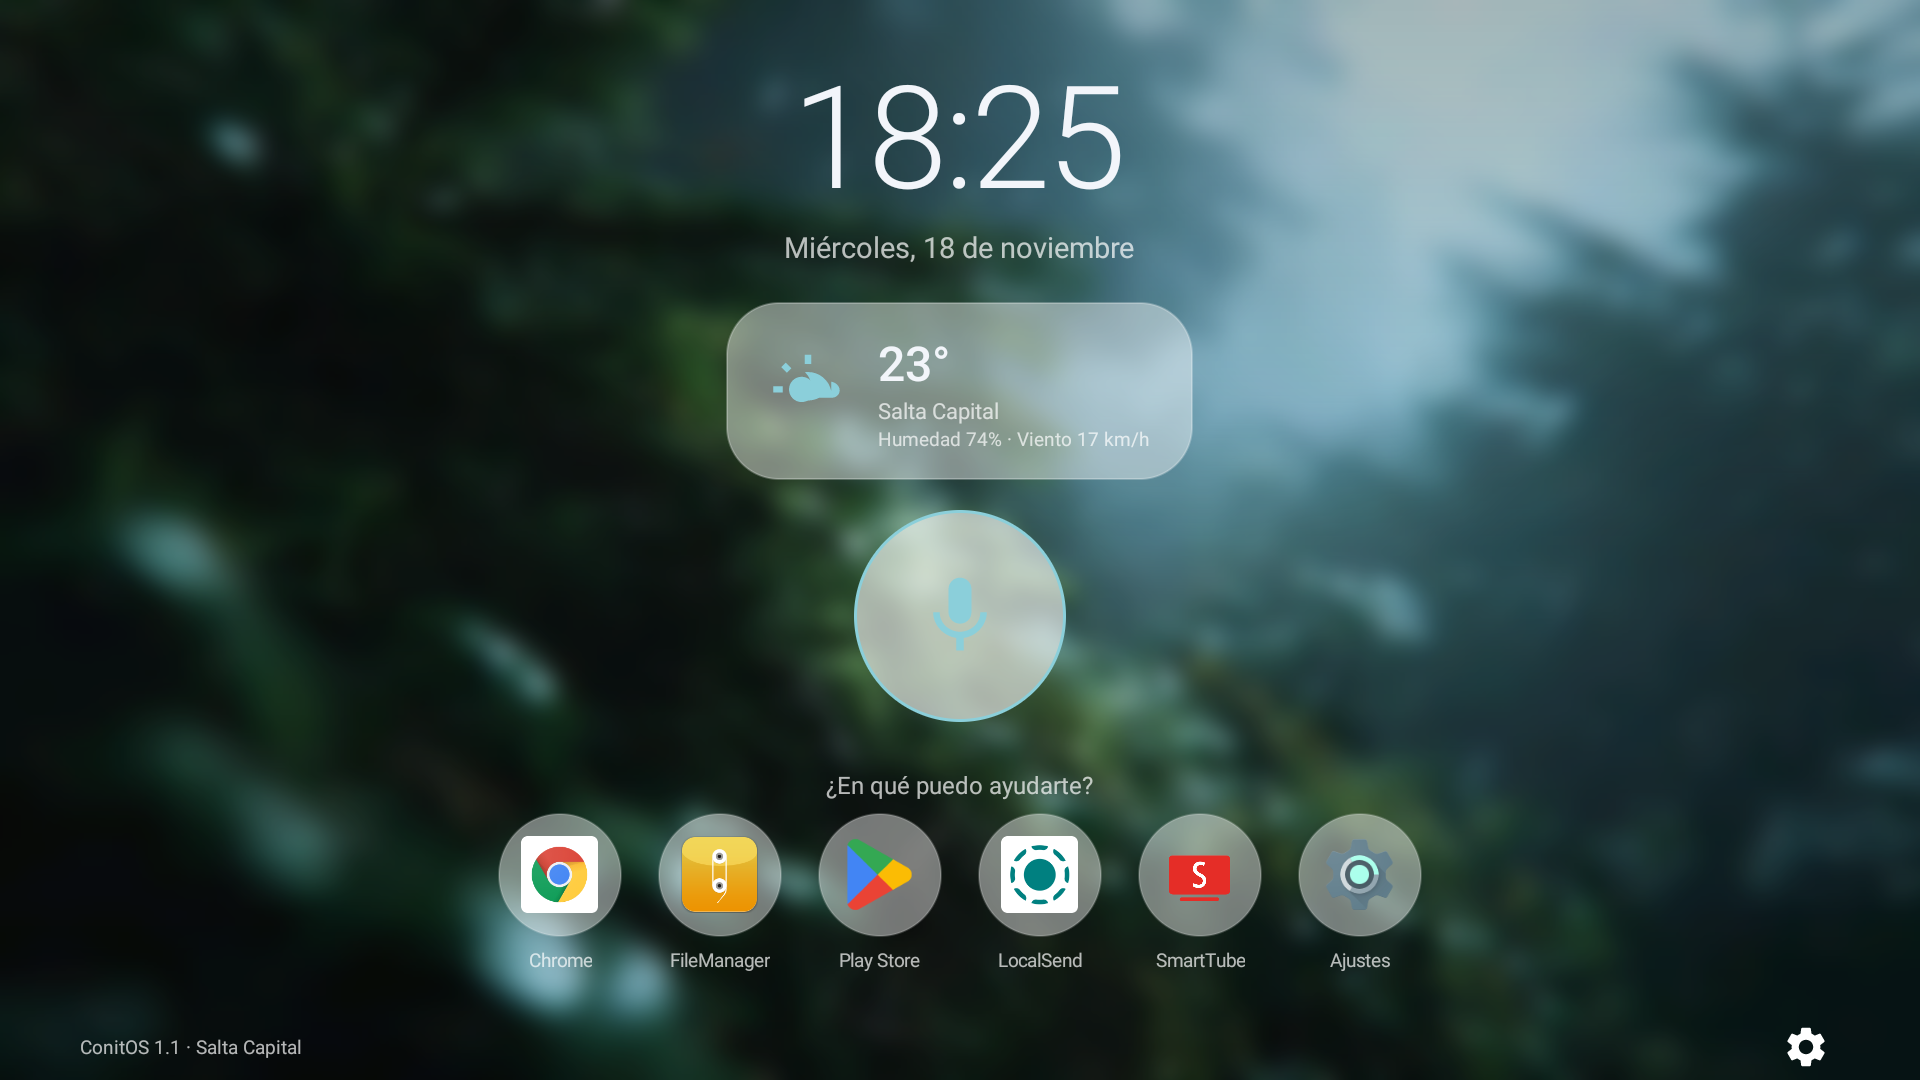 18:25
Miércoles, 18 de noviembre
23°
Salta Capital
Humedad 74% · Viento 17 km/h
¿En qué puedo ayudarte?
S
Chrome FileManager Play Store LocalSend SmartTube Ajustes
ConitOS 1.1 · Salta Capital